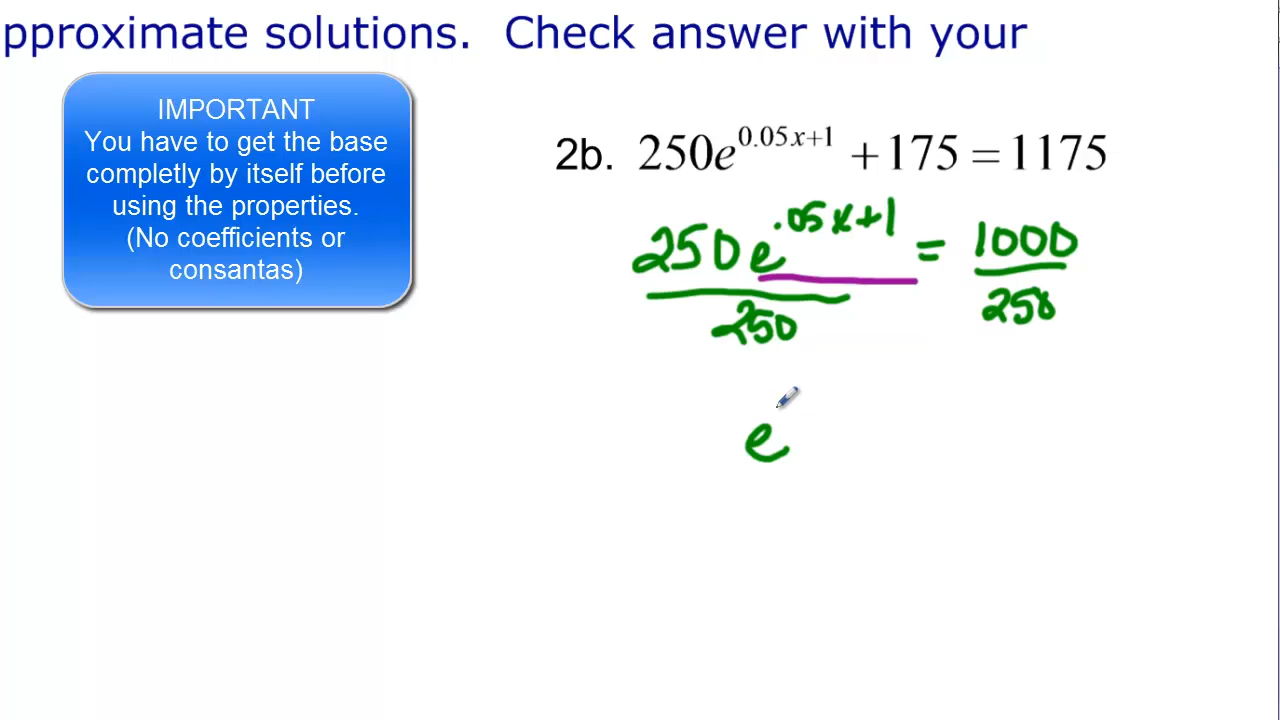 pproximate solutions. Check answer with your
IMPORTANT
You have to get the base
completly by itself before
using the properties.
(No coefficients or
consantas)
2b. 250e^{0.05x+1} + 175 = 1175
250e^{.05x+1} = 1000
250 250
e